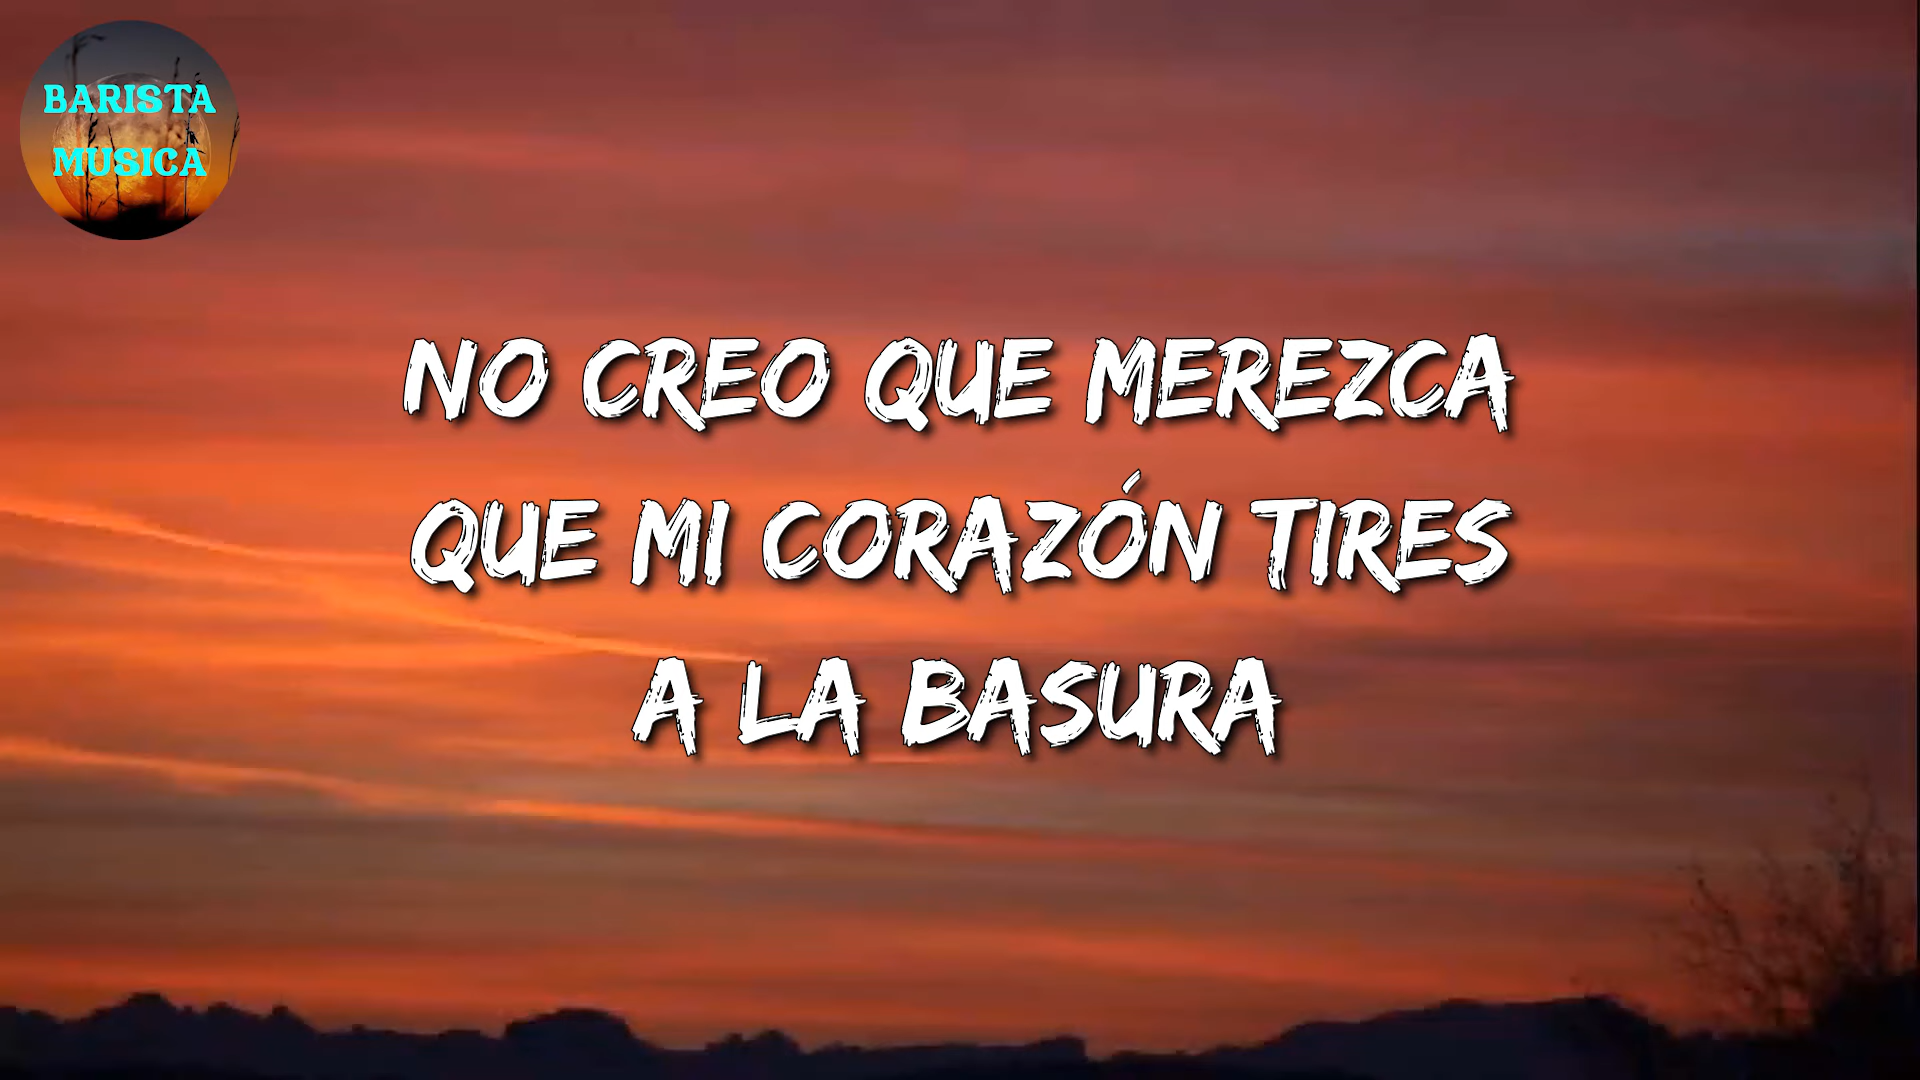 BARISTA
MUSICA
NO CREO QUE MEREZCA
QUE MI CORAZÓN TIRES
A LA BASURA